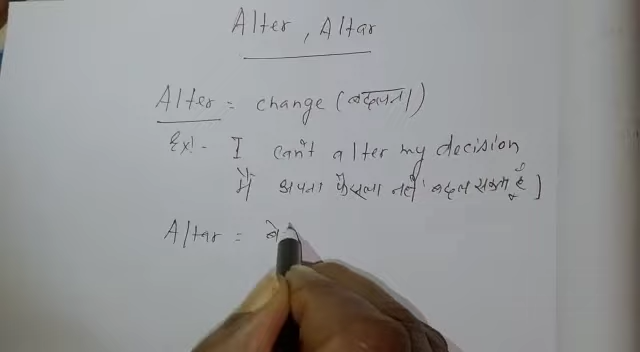 Alter, Altar
Alter = change (बदलना)
Ex:- I can't alter my decision
मैं अपना फैसला नहीं बदल सकता हूँ]
Altar = बे